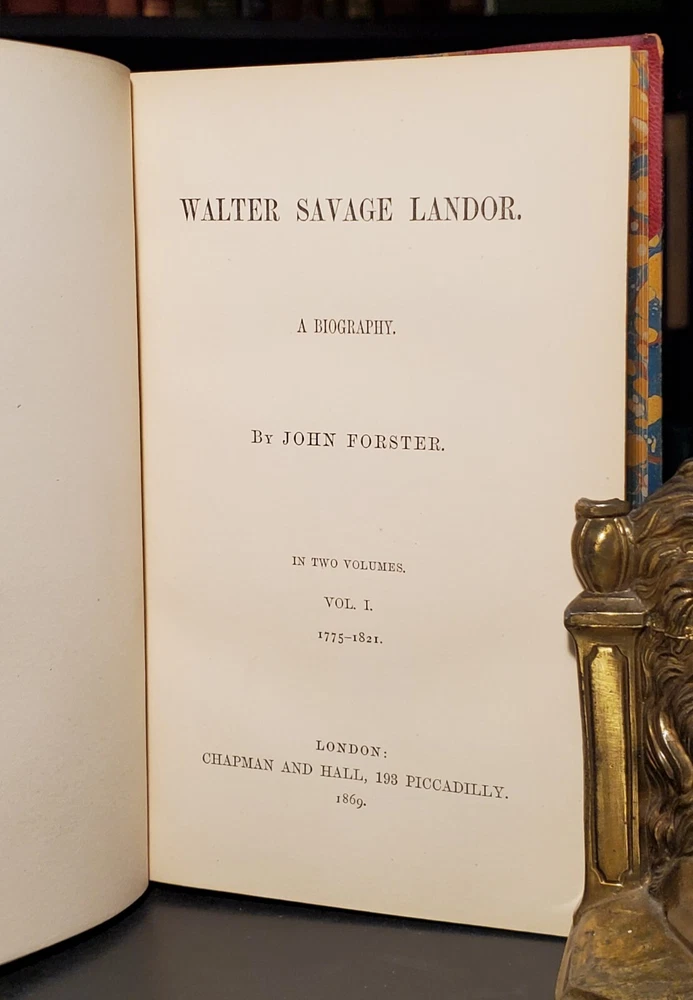 WALTER SAVAGE LANDOR.
A BIOGRAPHY.
BY JOHN FORSTER.
IN TWO VOLUMES.
VOL. I.
1775–1821.
LONDON:
CHAPMAN AND HALL, 193 PICCADILLY.
1869.